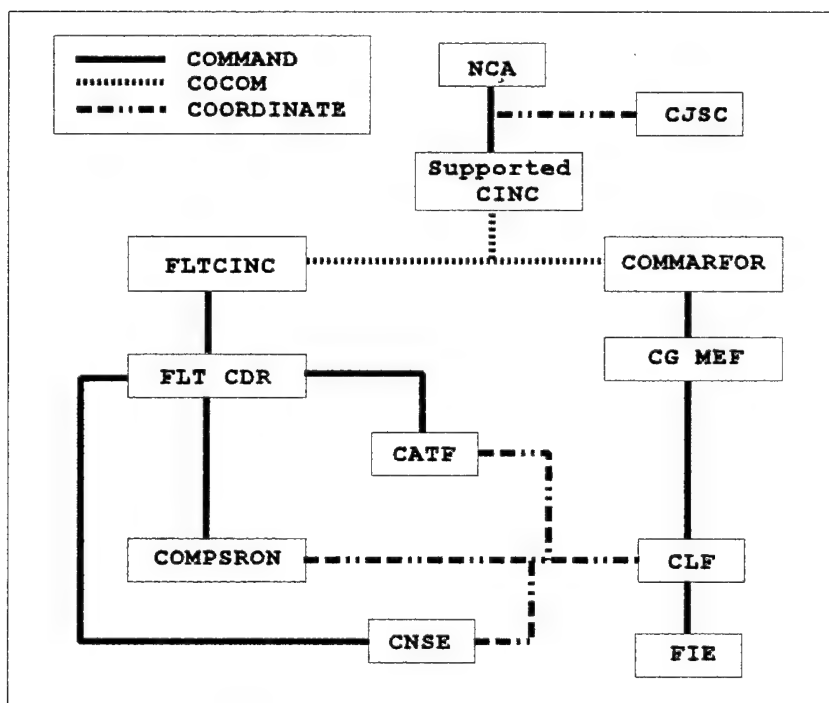 COMMAND
COCOM
COORDINATE
NCA
CJSC
Supported
CINC
FLTCINC
COMMARFOR
FLT CDR
CG MEF
CATF
COMPSRON
CLF
CNSE
FIE